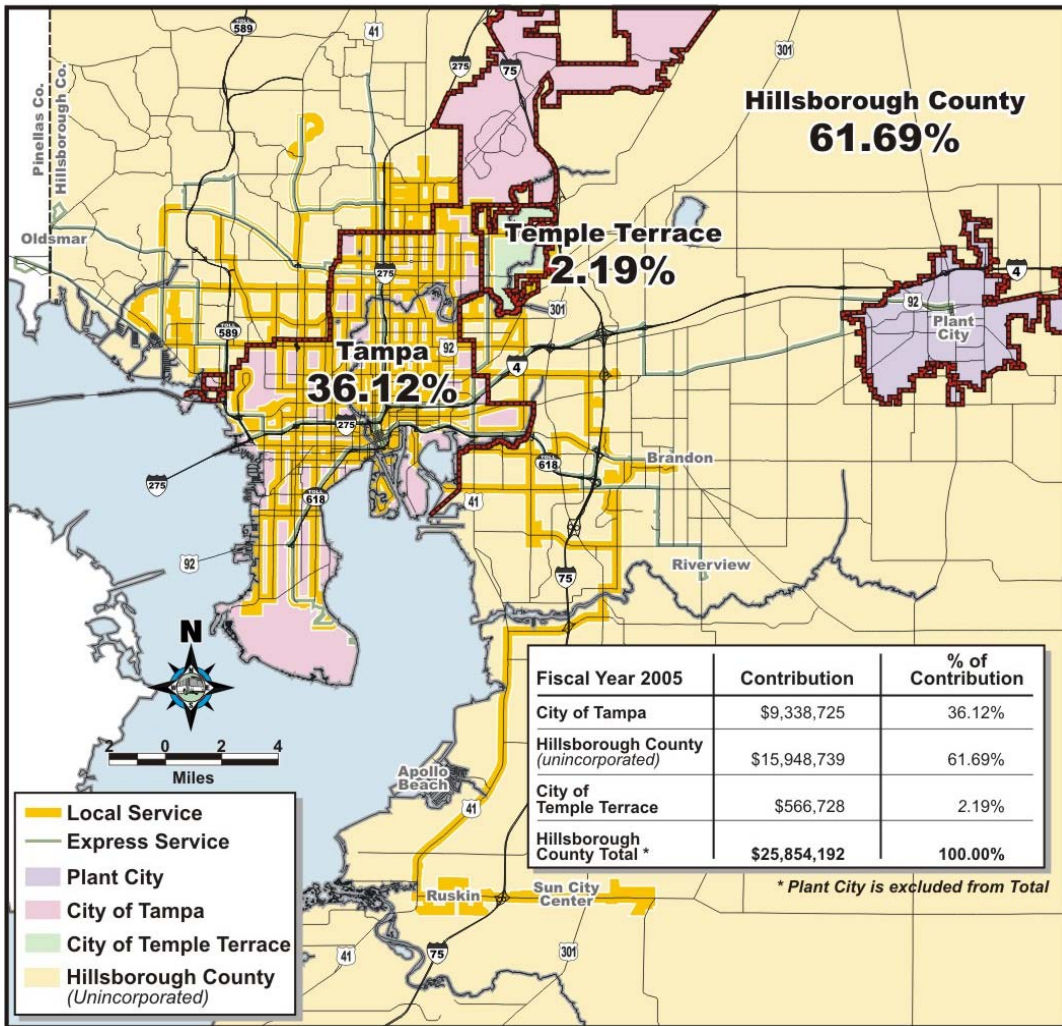 TOLL
589
41
275
75
301
Pinellas Co.
Hillsborough Co.
Hillsborough County
61.69%
Oldsmar
Temple Terrace
2.19%
275
301
4
92
Plant
City
TOLL
589
92
Tampa
36.12%
4
275
Brandon
TOLL
618
275
TOLL
618
41
92
75
Riverview
N
2 0 2 4
Miles
Fiscal Year 2005 Contribution % of
Contribution
City of Tampa $9,338,725 36.12%
Hillsborough County
(unincorporated) $15,948,739 61.69%
City of
Temple Terrace $566,728 2.19%
Hillsborough
County Total * $25,854,192 100.00%
* Plant City is excluded from Total
Apollo
Beach
41
Ruskin
Sun City
Center
75
301
41
Local Service
Express Service
Plant City
City of Tampa
City of Temple Terrace
Hillsborough County
(Unincorporated)